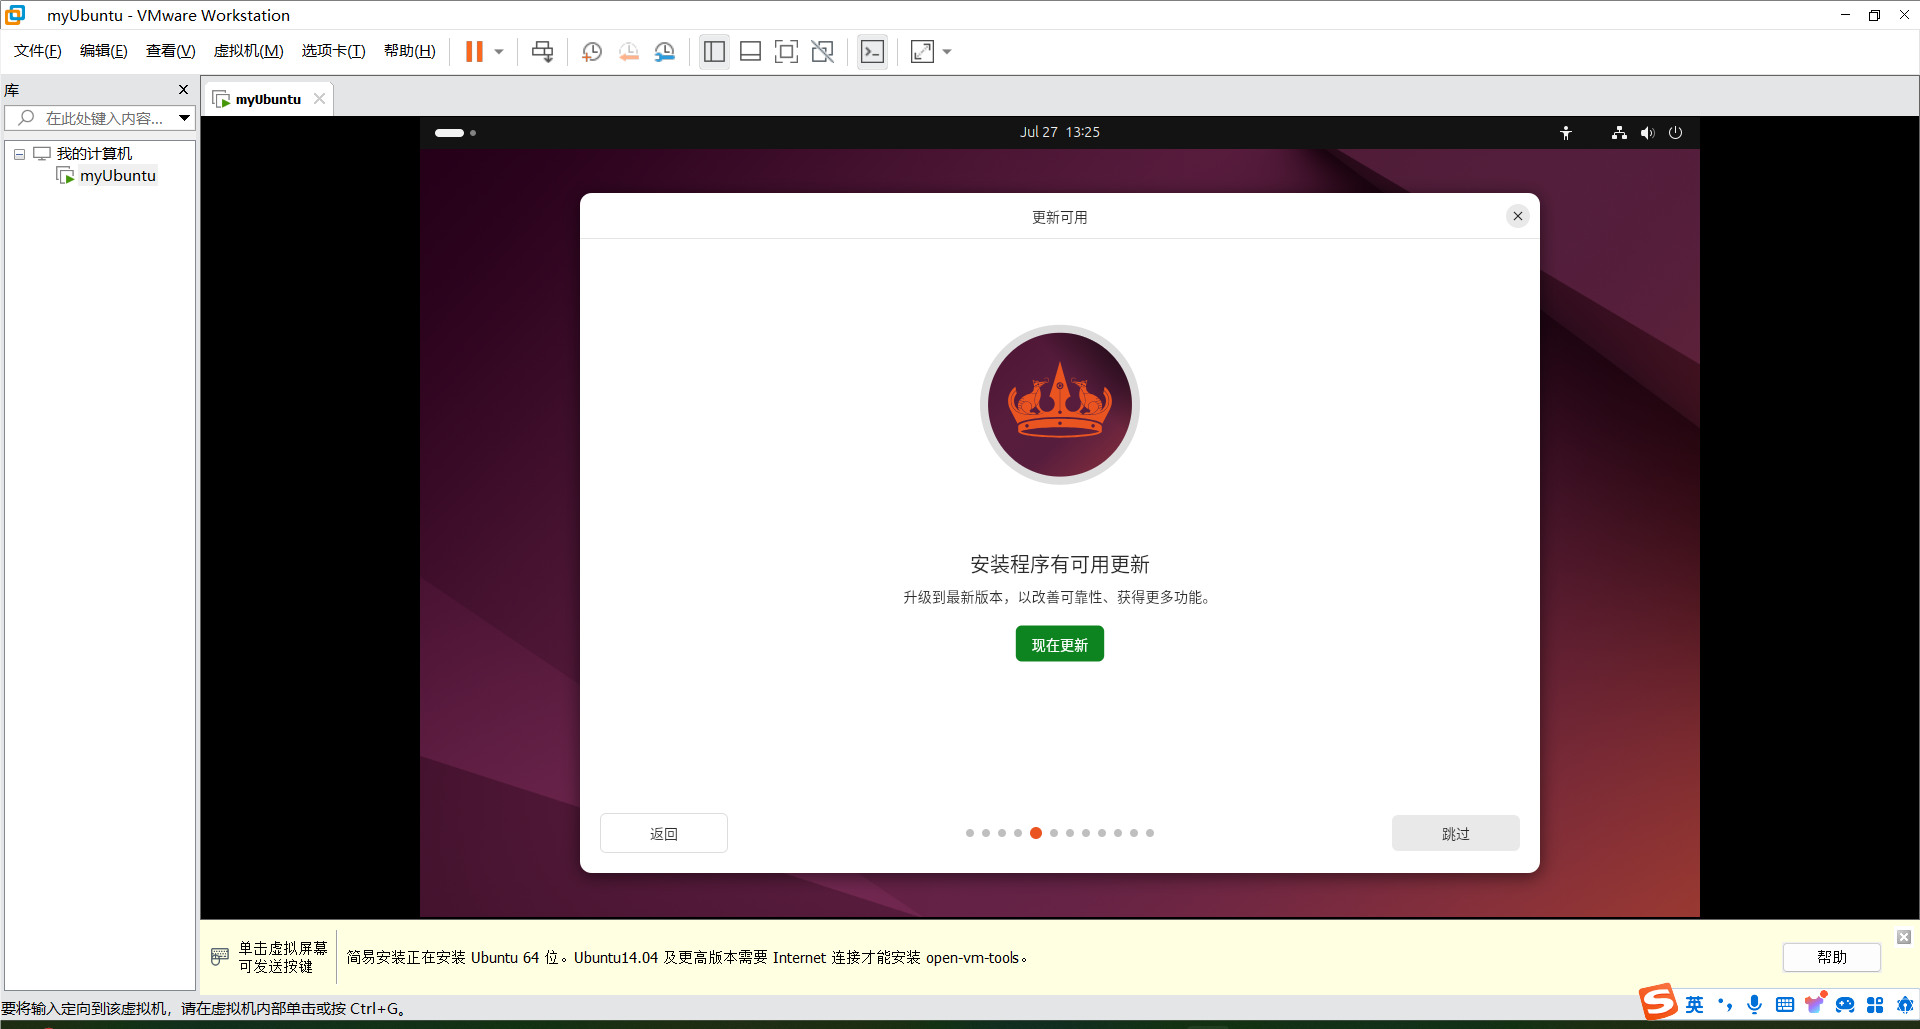 myUbuntu - VMware Workstation
文件(F) 编辑(E) 查看(V) 虚拟机(M) 选项卡(T) 帮助(H)
库
在此处键入内容...
我的计算机
myUbuntu
myUbuntu
Jul 27 13:25
更新可用
安装程序有可用更新
升级到最新版本，以改善可靠性、获得更多功能。
现在更新
返回
跳过
单击虚拟屏幕
可发送按键
简易安装正在安装 Ubuntu 64 位。Ubuntu14.04 及更高版本需要 Internet 连接才能安装 open-vm-tools。
帮助
要将输入定向到该虚拟机，请在虚拟机内部单击或按 Ctrl+G。
英